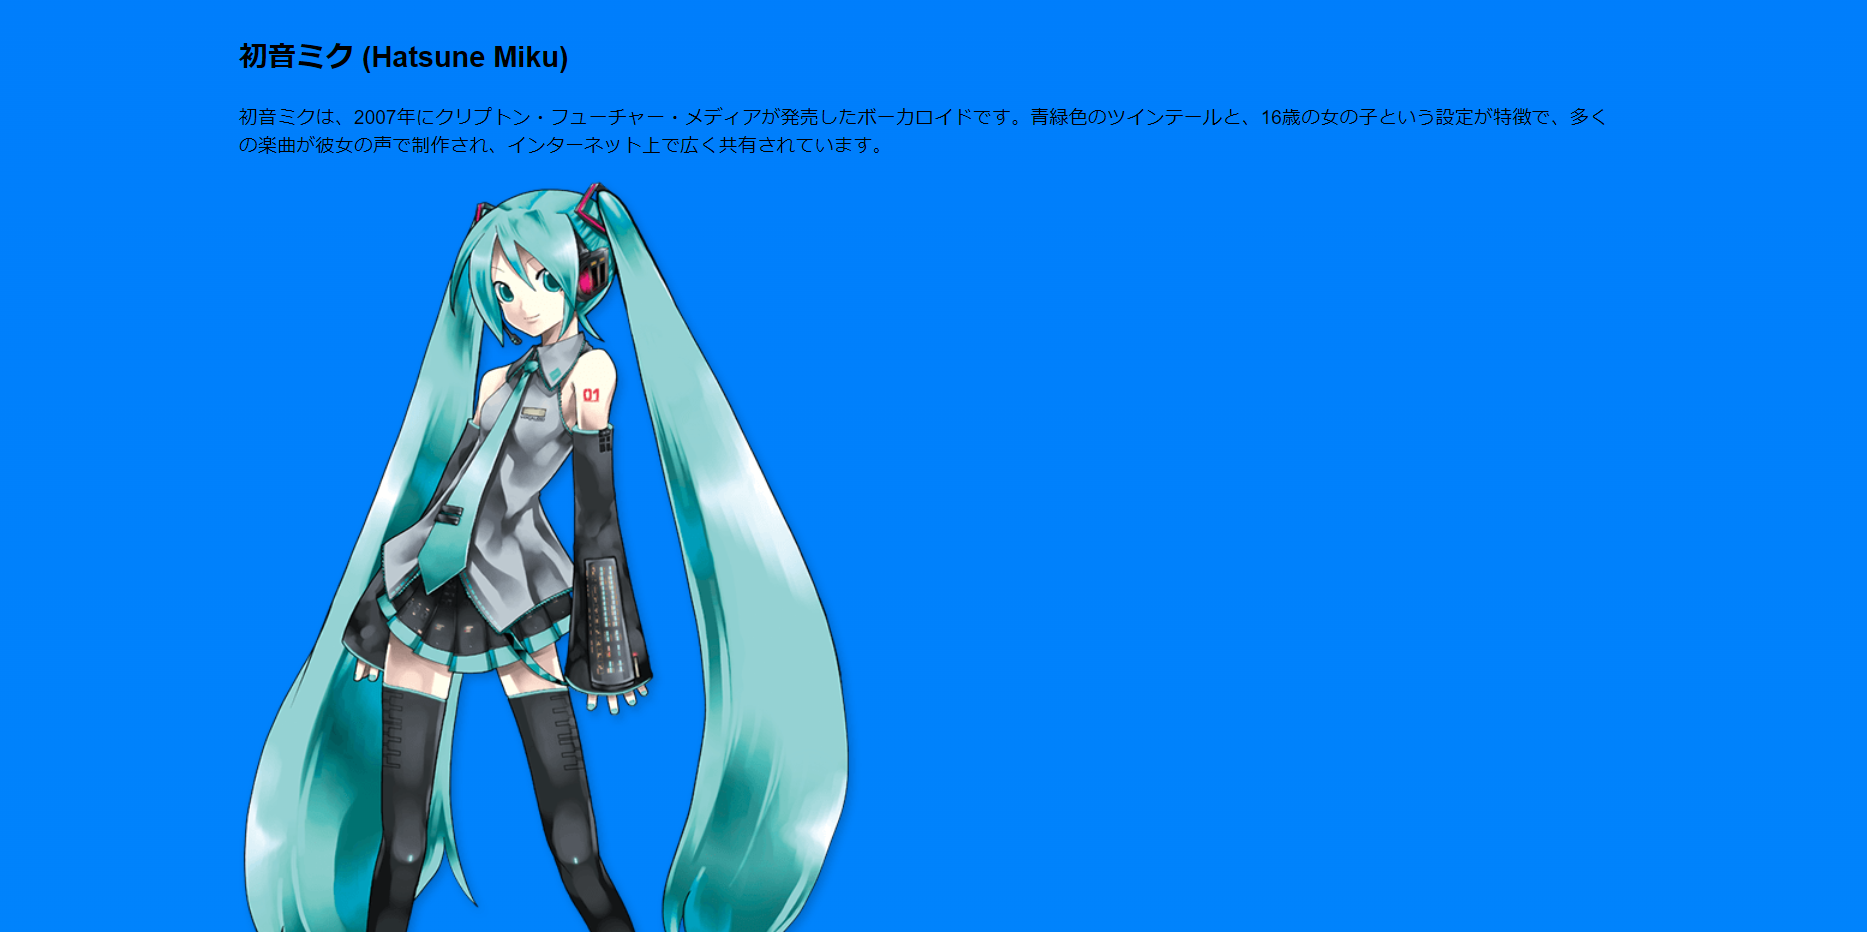 初音ミク (Hatsune Miku)
初音ミクは、2007年にクリプトン・フューチャー・メディアが発売したボーカロイドです。青緑色のツインテールと、16歳の女の子という設定が特徴で、多く
の楽曲が彼女の声で制作され、インターネット上で広く共有されています。
01